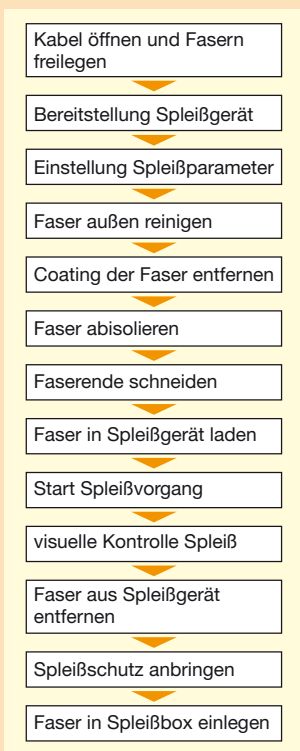 Kabel öffnen und Fasern
freilegen
Bereitstellung Spleißgerät
Einstellung Spleißparameter
Faser außen reinigen
Coating der Faser entfernen
Faser abisolieren
Faserende schneiden
Faser in Spleißgerät laden
Start Spleißvorgang
visuelle Kontrolle Spleiß
Faser aus Spleißgerät
entfernen
Spleißschutz anbringen
Faser in Spleißbox einlegen